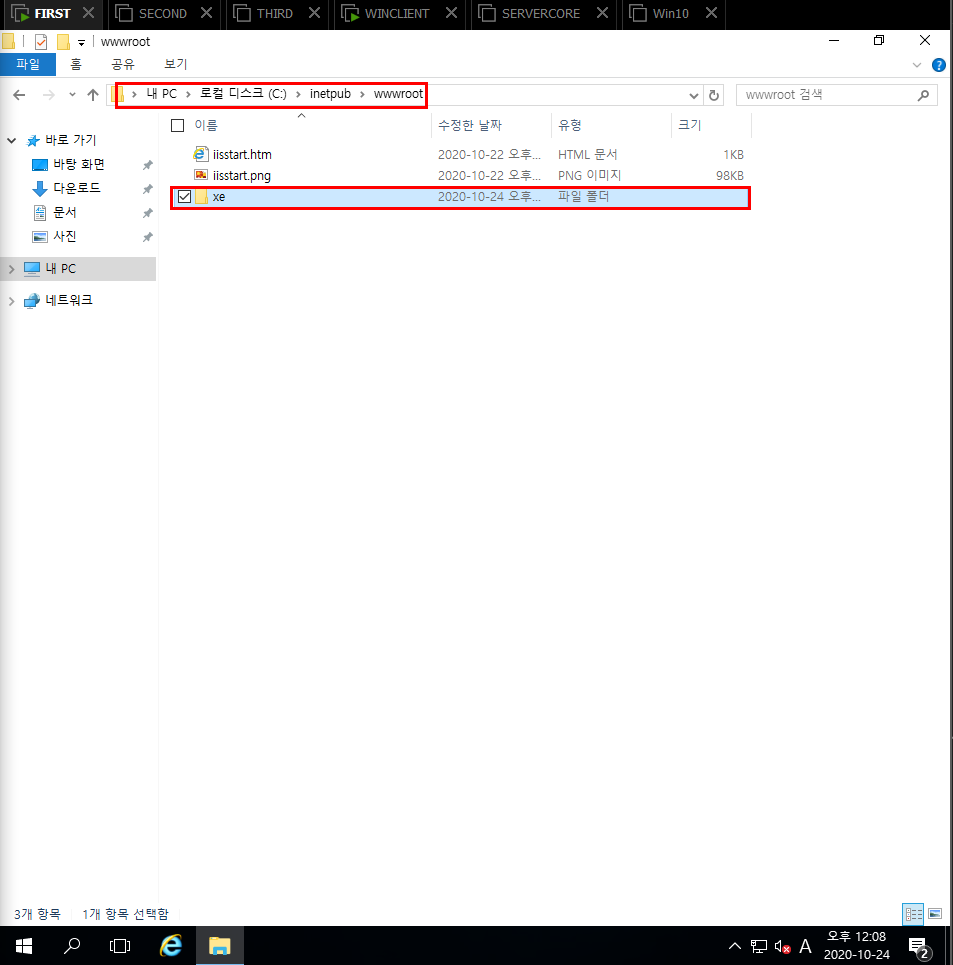 FIRST SECOND THIRD WINCLIENT SERVERCORE Win10
wwwroot
파일 홈 공유 보기
내 PC 로컬 디스크 (C:) inetpub wwwroot wwwroot 검색
이름 수정한 날짜 유형 크기
바로 가기
바탕 화면
다운로드
문서
사진
내 PC
네트워크
iisstart.htm 2020-10-22 오후... HTML 문서 1KB
iisstart.png 2020-10-22 오후... PNG 이미지 98KB
xe 2020-10-24 오후... 파일 폴더
3개 항목 1개 항목 선택함
A 오후 12:08
2020-10-24
2